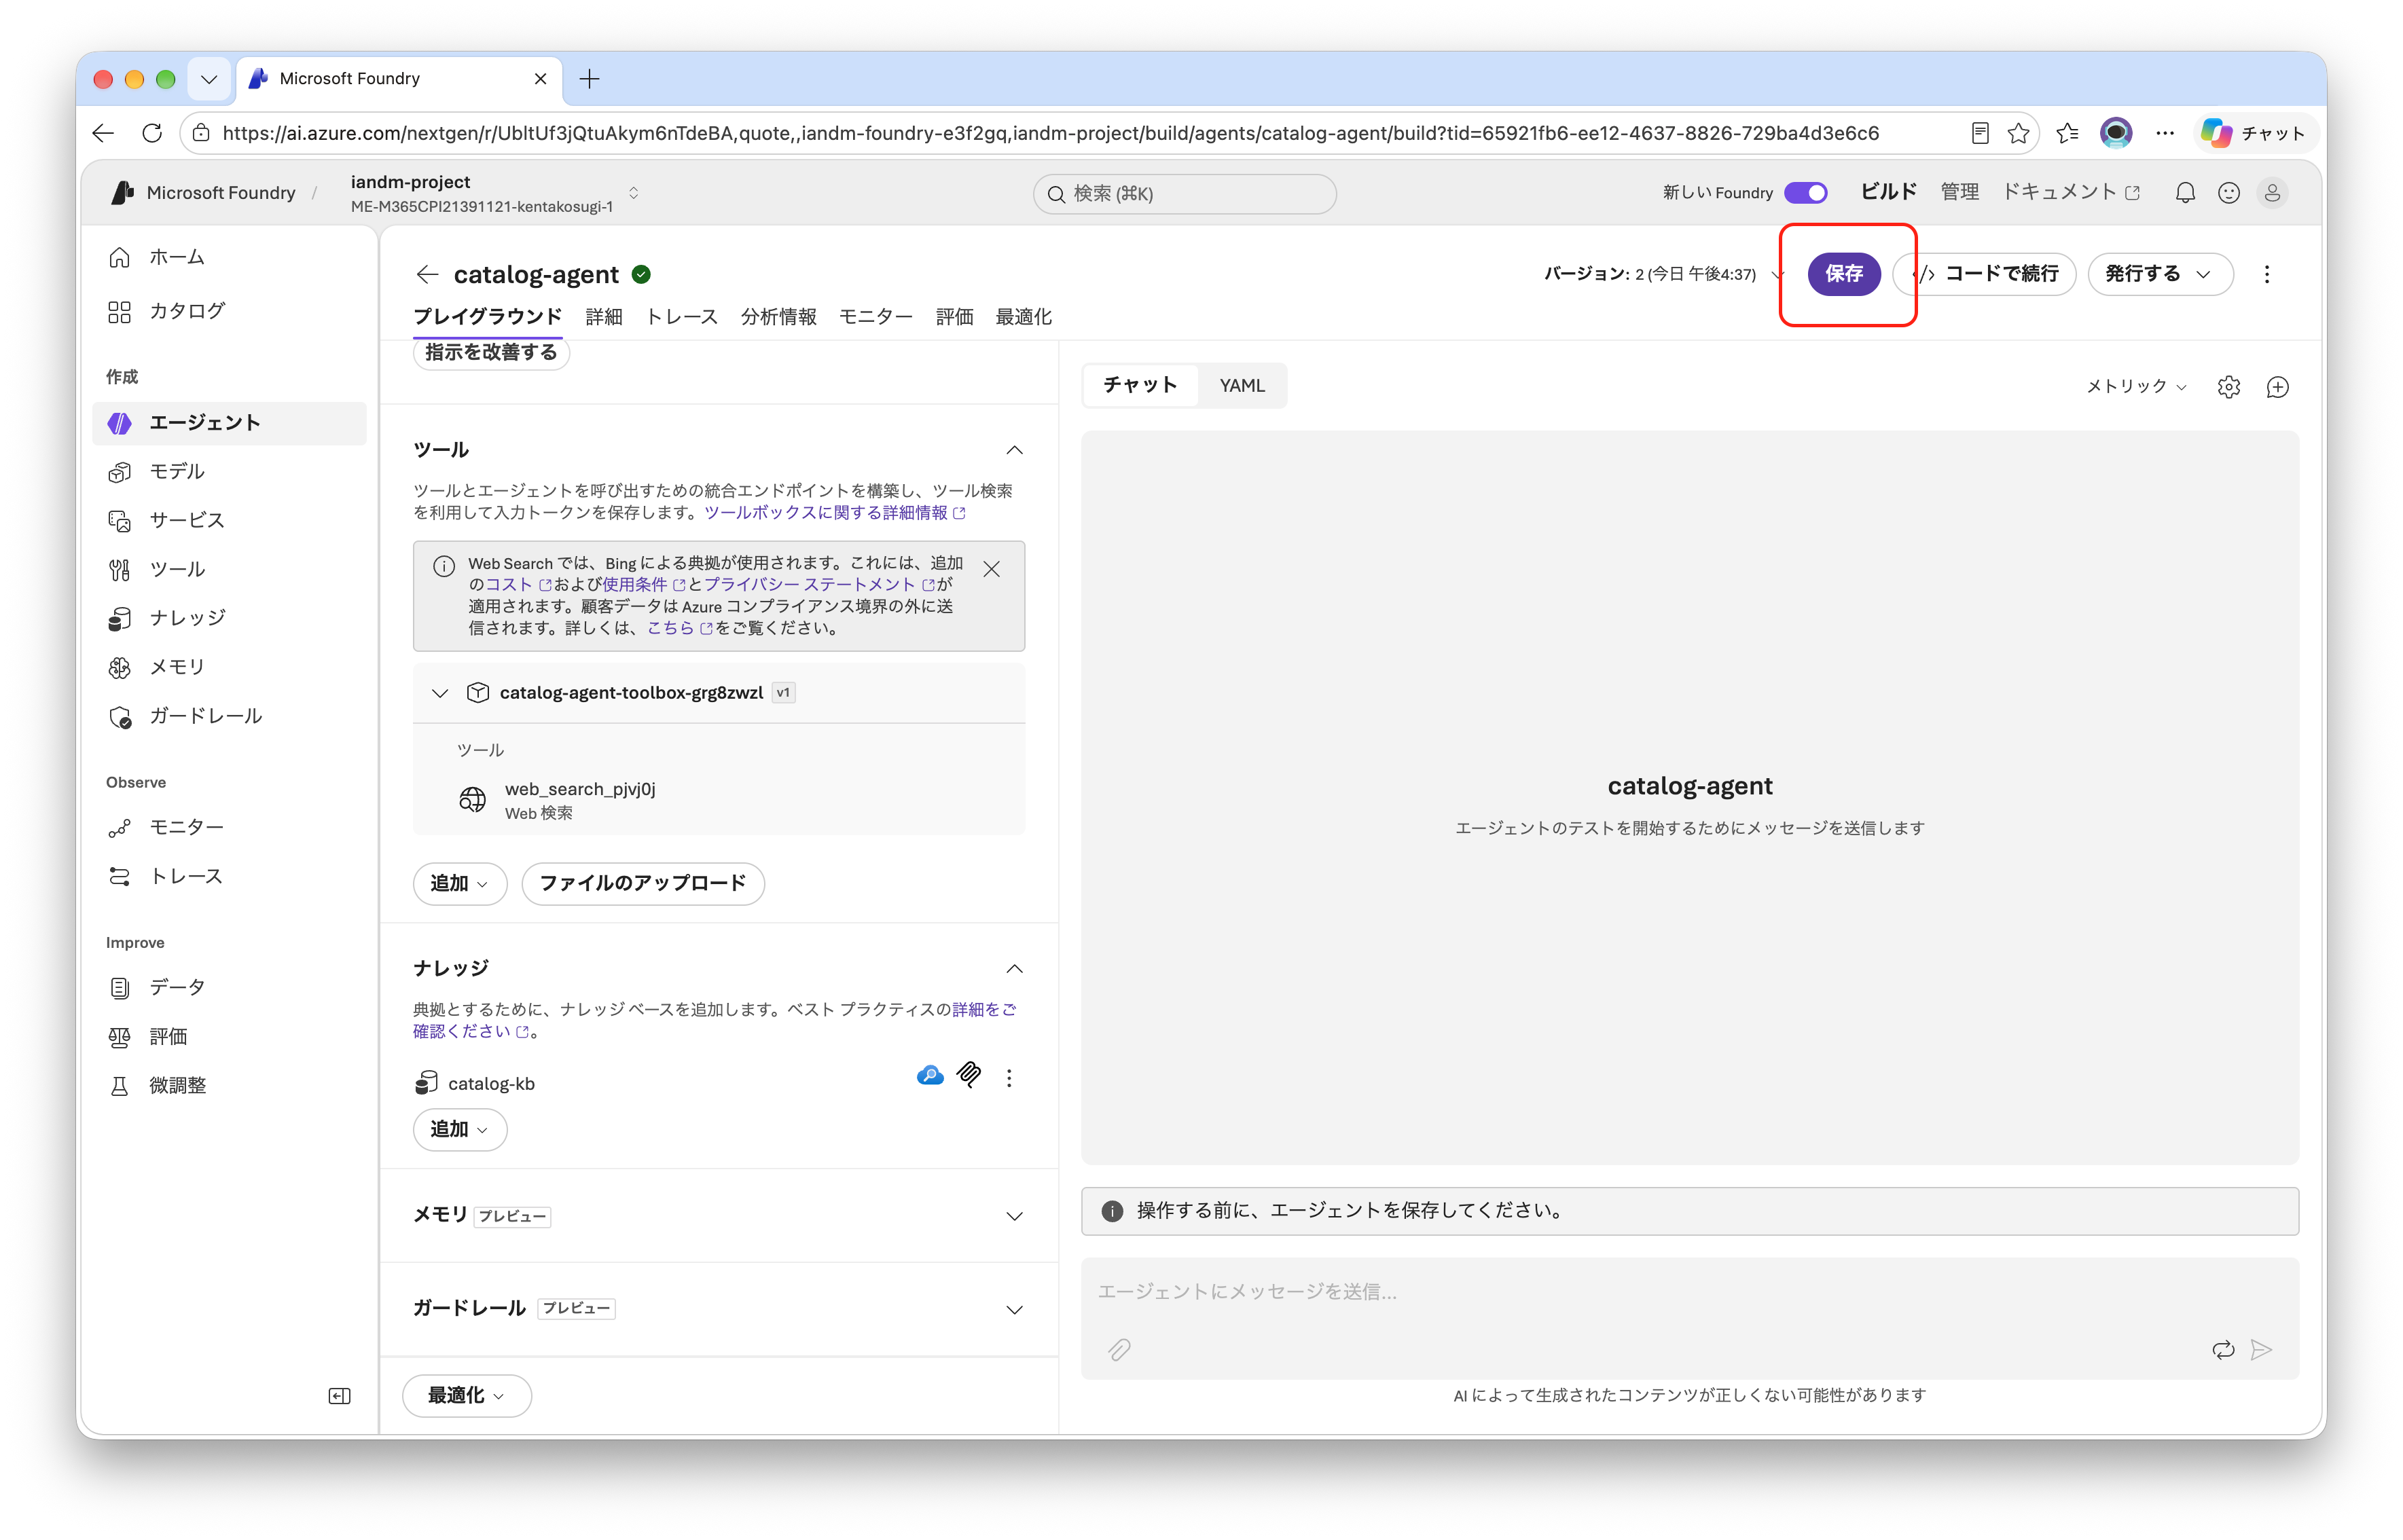 Microsoft Foundry
https://ai.azure.com/nextgen/r/UbltUf3jQtuAkym6nTdeBA,quote,,iandm-foundry-e3f2gq,iandm-project/build/agents/catalog-agent/build?tid=65921fb6-ee12-4637-8826-729ba4d3e6c6
チャット
Microsoft Foundry /
iandm-project
ME-M365CPI21391121-kentakosugi-1
検索 (⌘K)
新しい Foundry
ビルド
管理
ドキュメント
ホーム
カタログ
作成
エージェント
モデル
サービス
ツール
ナレッジ
メモリ
ガードレール
Observe
モニター
トレース
Improve
データ
評価
微調整
catalog-agent
バージョン: 2 (今日 午後4:37)
保存
コードで続行
発行する
プレイグラウンド
詳細
トレース
分析情報
モニター
評価
最適化
指示を改善する
ツール
ツールとエージェントを呼び出すための統合エンドポイントを構築し、ツール検索
を利用して入力トークンを保存します。ツールボックスに関する詳細情報
Web Search では、Bing による典拠が使用されます。これには、追加
のコスト および使用条件 とプライバシー ステートメント が
適用されます。顧客データは Azure コンプライアンス境界の外に送
信されます。詳しくは、こちら をご覧ください。
catalog-agent-toolbox-grg8zwzl v1
ツール
web_search_pjvj0j
Web 検索
追加
ファイルのアップロード
ナレッジ
典拠とするために、ナレッジ ベースを追加します。ベスト プラクティスの詳細をご
確認ください 。
catalog-kb
追加
メモリ プレビュー
ガードレール プレビュー
最適化
チャット
YAML
メトリック
catalog-agent
エージェントのテストを開始するためにメッセージを送信します
操作する前に、エージェントを保存してください。
エージェントにメッセージを送信...
AI によって生成されたコンテンツが正しくない可能性があります